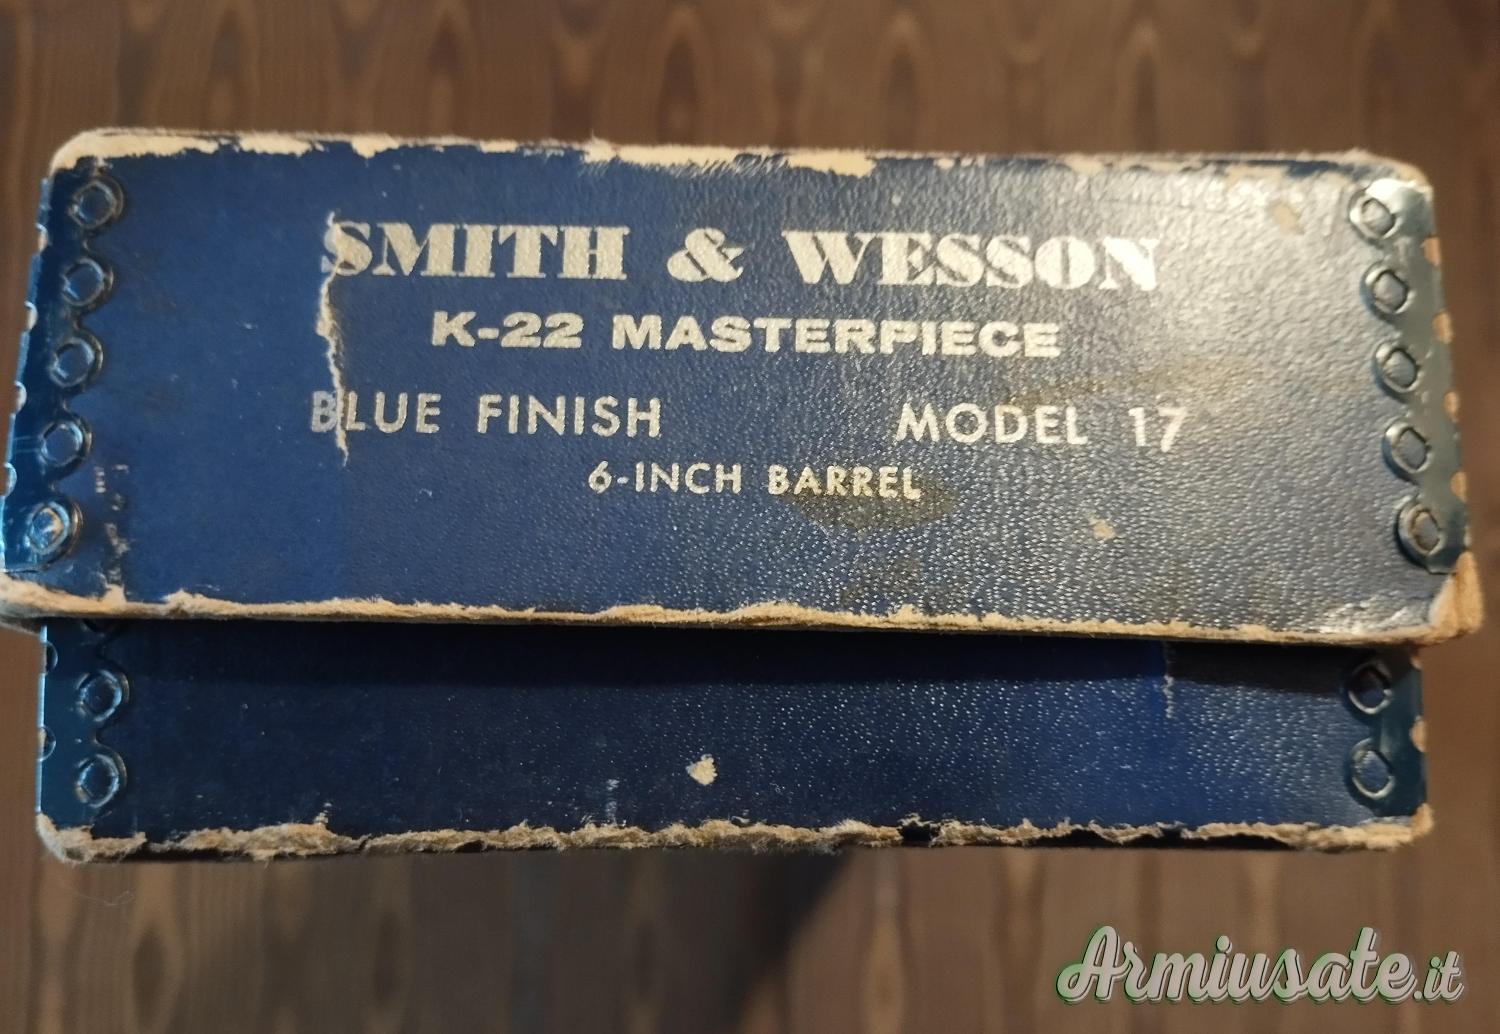 SMITH & WESSON
K-22 MASTERPIECE
BLUE FINISH MODEL 17
6-INCH BARREL
Armiusate.it